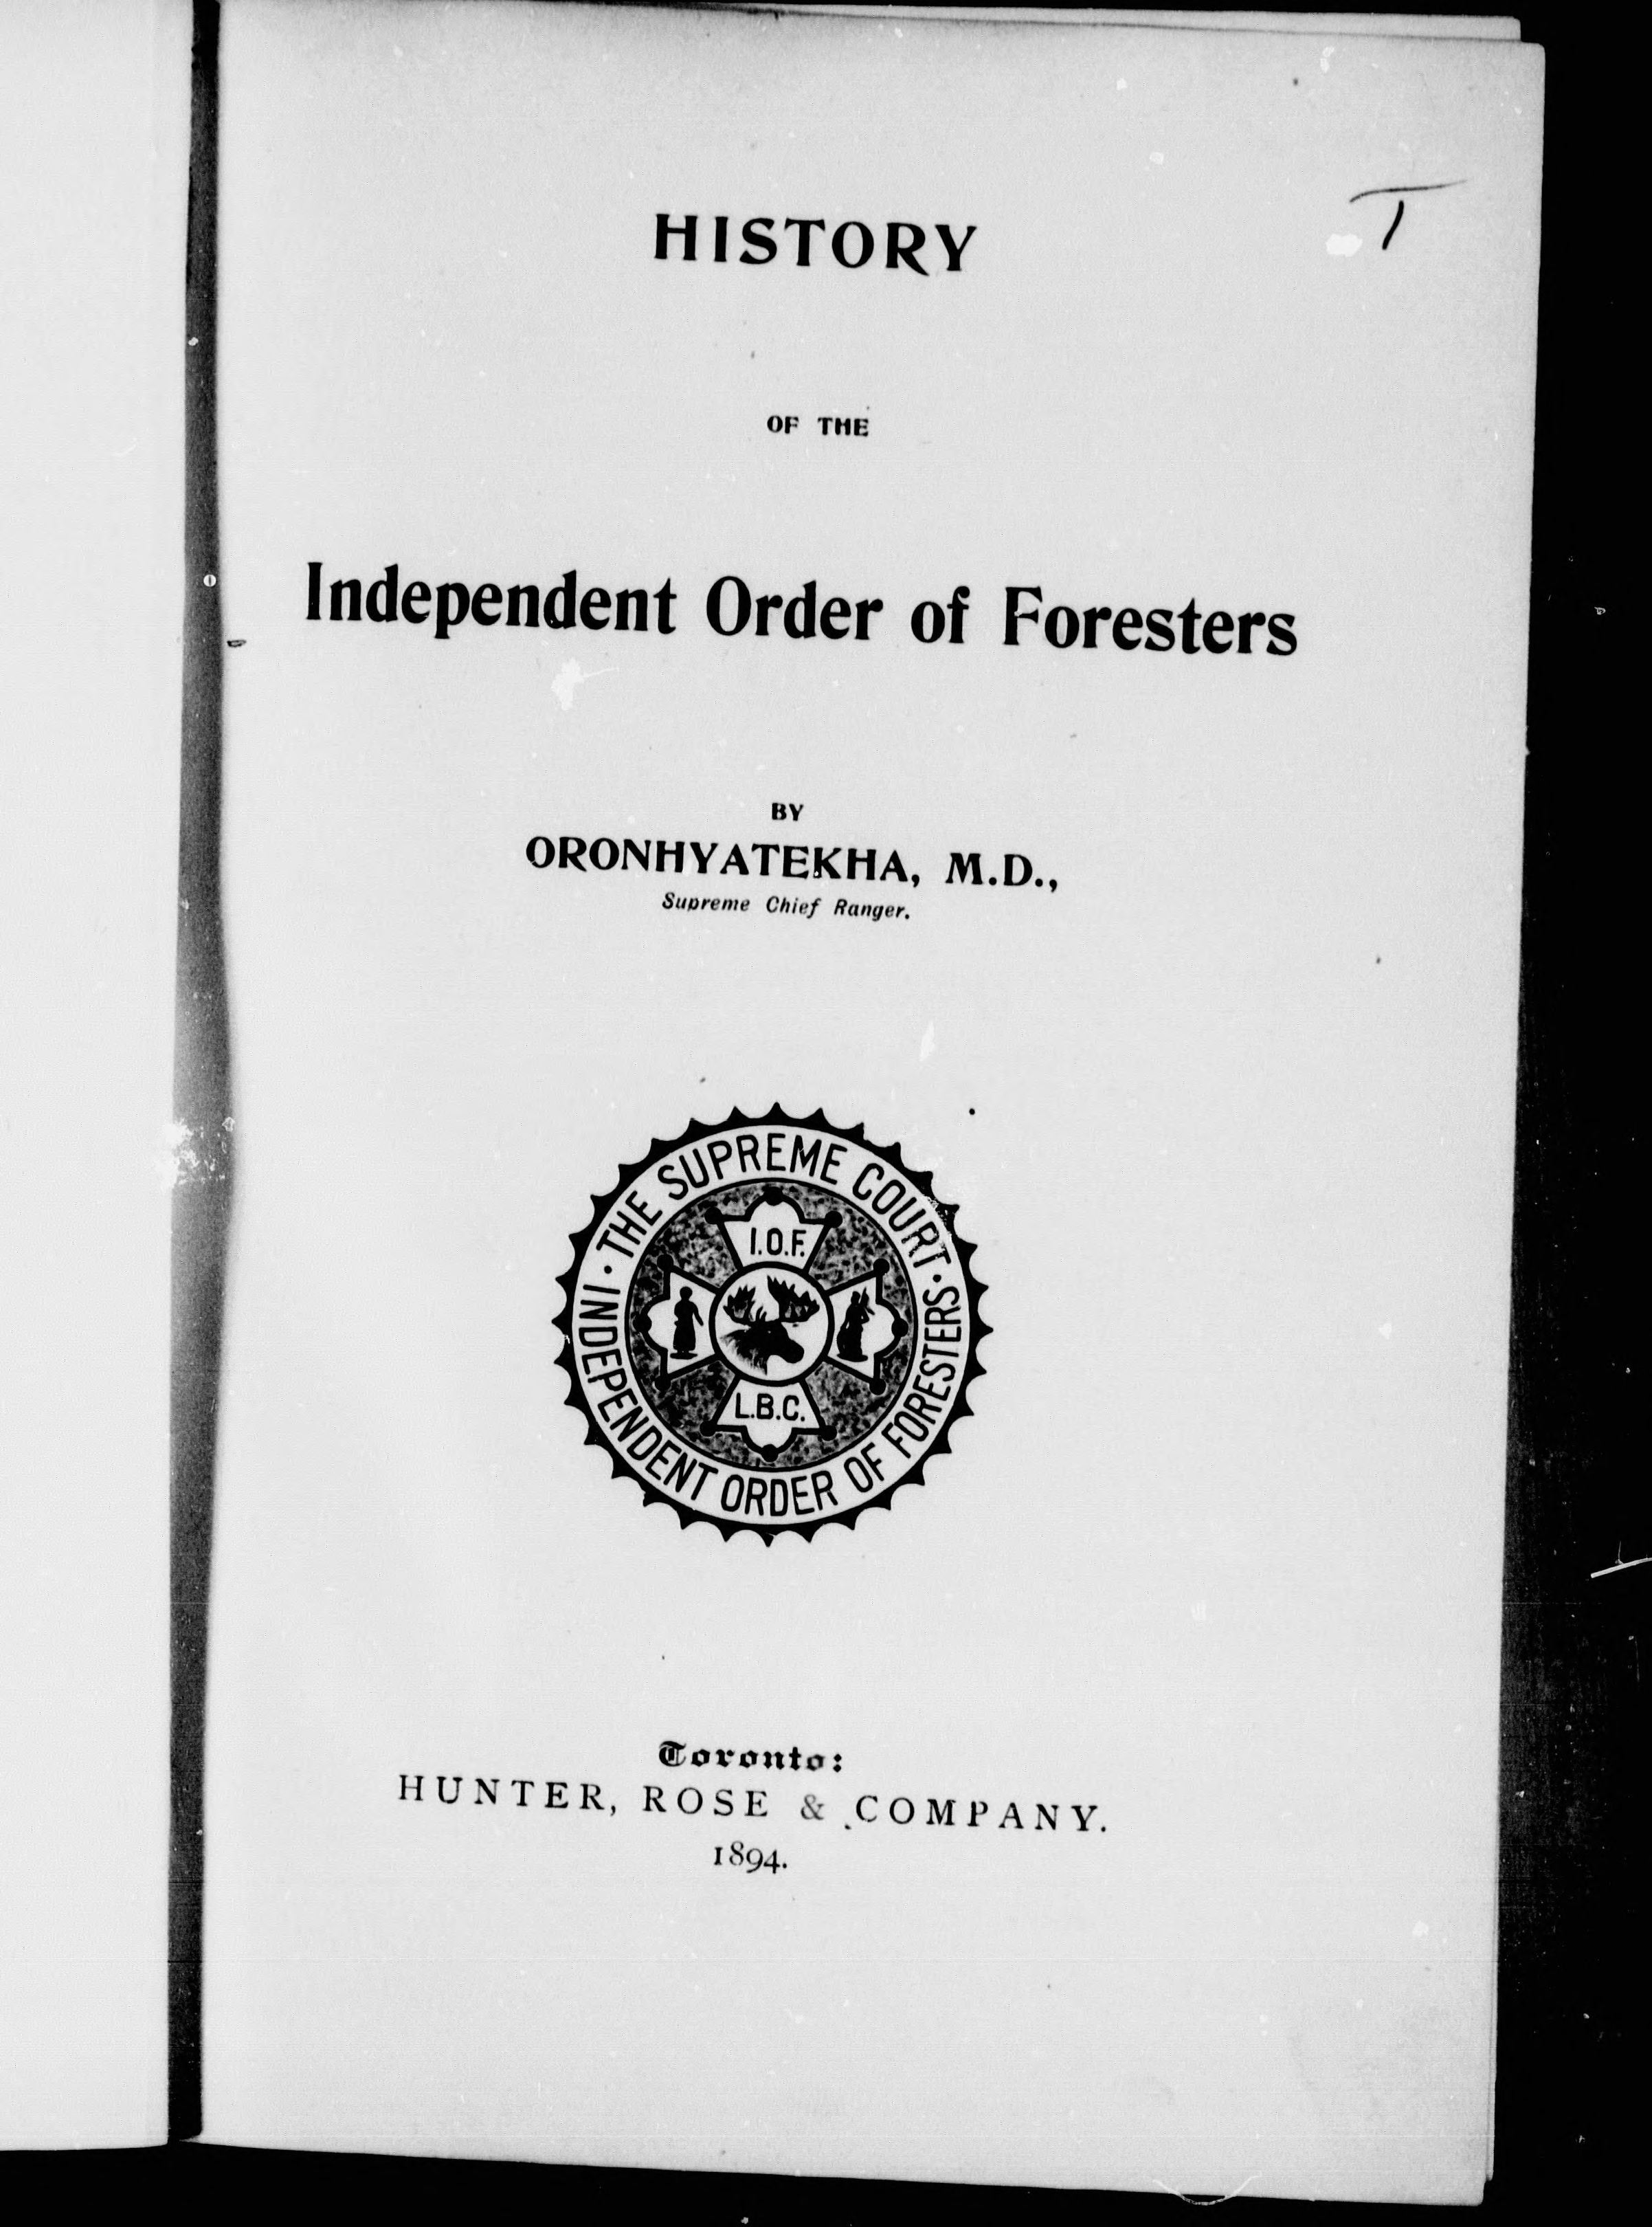 T
HISTORY
OF THE
Independent Order of Foresters
BY
ORONHYATEKHA, M.D.,
Supreme Chief Ranger.
· THE SUPREME COURT ·
INDEPENDENT ORDER OF FORESTERS
I.O.F.
L.B.C.
Toronto:
HUNTER, ROSE & COMPANY.
1894.